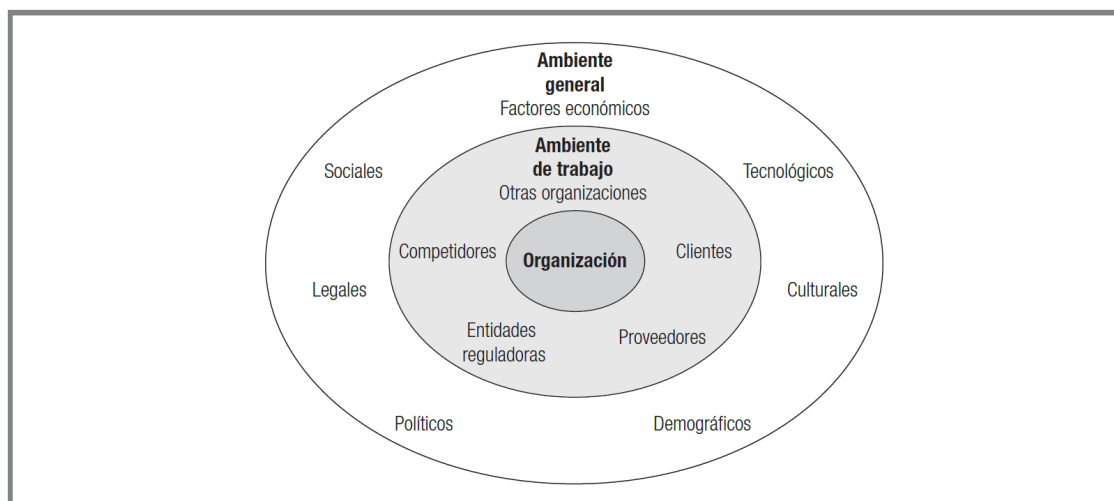 Ambiente
general
Factores económicos
Ambiente
de trabajo
Otras organizaciones
Sociales
Tecnológicos
Competidores
Organización
Clientes
Legales
Culturales
Entidades
reguladoras
Proveedores
Políticos
Demográficos